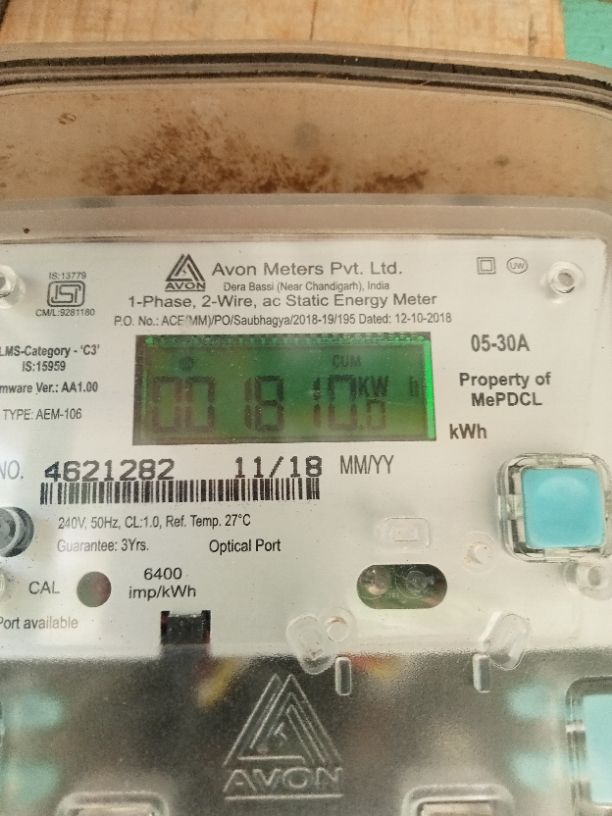 IS:13779
ISI
CM/L:9281180
AVON
Avon Meters Pvt. Ltd.
Dera Bassi (Near Chandigarh), India
UW
1-Phase, 2-Wire, ac Static Energy Meter
P.O. No.: ACE(MM)/PO/Saubhagya/2018-19/195 Dated: 12-10-2018
LMS-Category - 'C3'
IS:15959
mware Ver.: AA1.00
TYPE: AEM-106
CUM
001810.0 KW h
05-30A
Property of
MePDCL
kWh
NO. 4621282 11/18 MM/YY
240V, 50Hz, CL:1.0, Ref. Temp. 27°C
Guarantee: 3Yrs. Optical Port
CAL 6400
imp/kWh
Port available
AVON